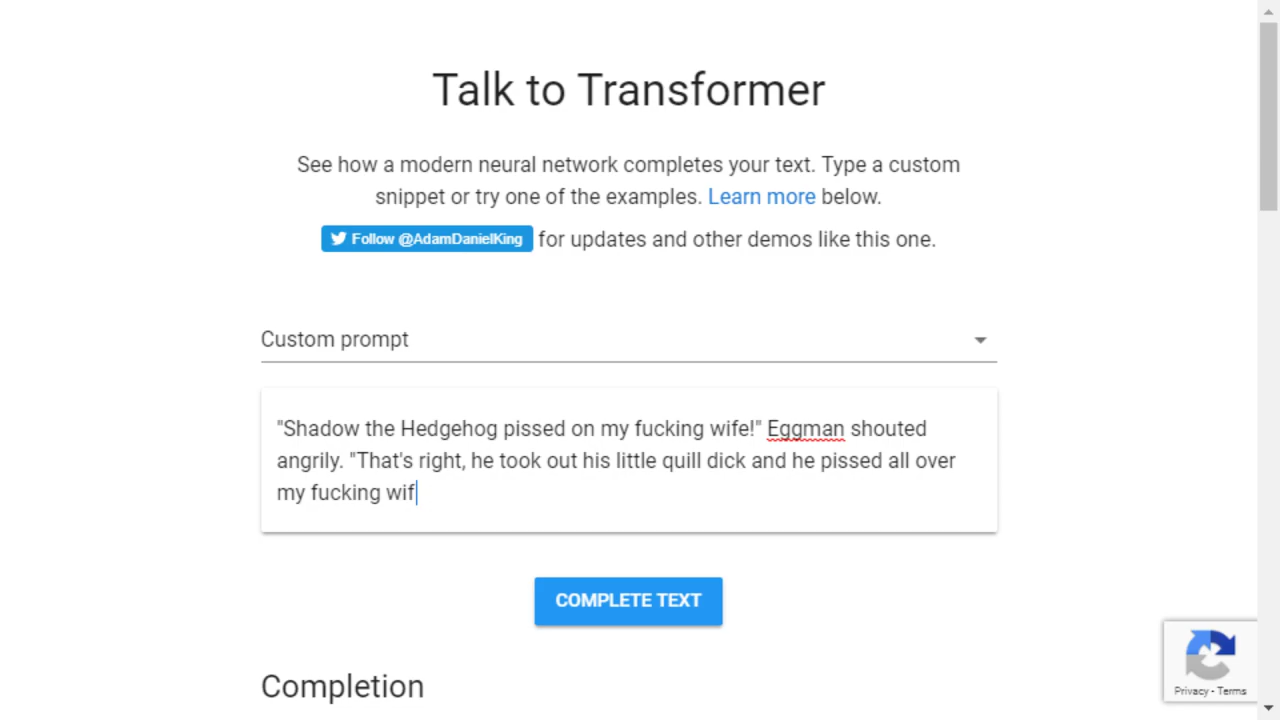 Talk to Transformer
See how a modern neural network completes your text. Type a custom
snippet or try one of the examples. Learn more below.
Follow @AdamDanielKing for updates and other demos like this one.
Custom prompt
"Shadow the Hedgehog pissed on my fucking wife!" Eggman shouted
angrily. "That's right, he took out his little quill dick and he pissed all over
my fucking wif
COMPLETE TEXT
Completion
Privacy - Terms